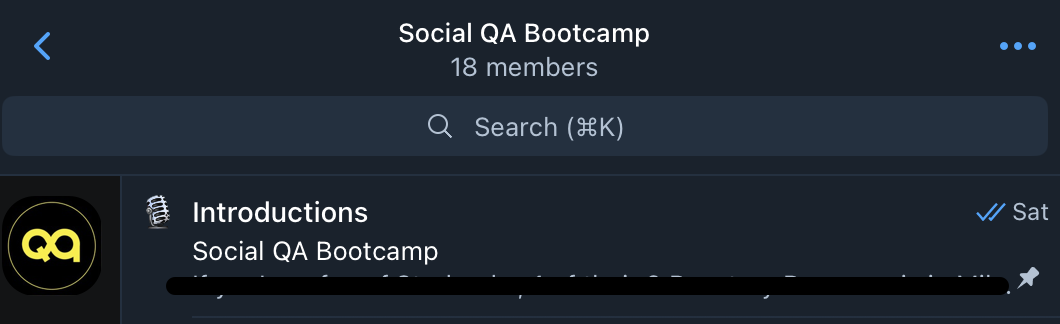 Social QA Bootcamp
18 members
Search (⌘K)
Introductions
Sat
Social QA Bootcamp
QA